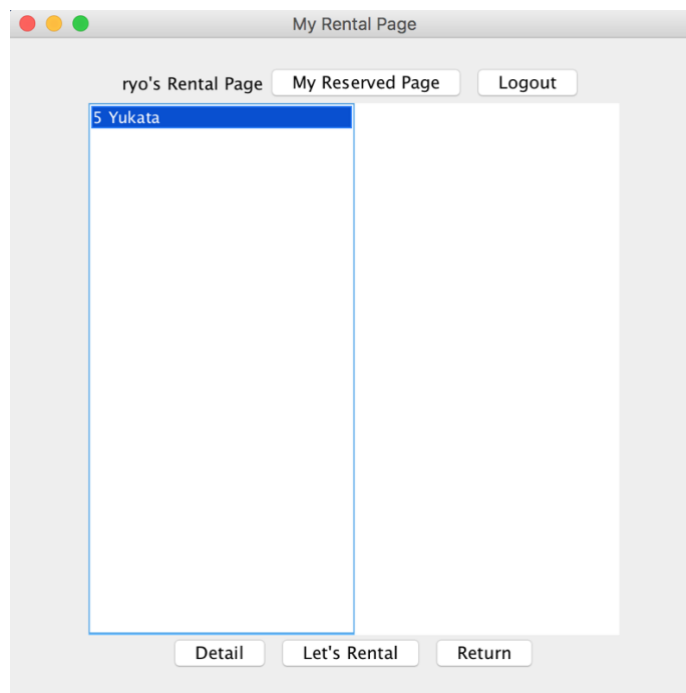 My Rental Page
ryo's Rental Page My Reserved Page Logout
5 Yukata
Detail Let's Rental Return